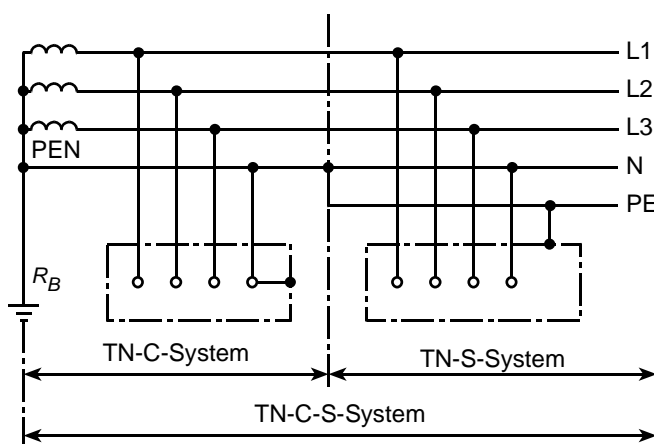 L1
L2
L3
PEN
N
PE
R_B
TN-C-System
TN-S-System
TN-C-S-System